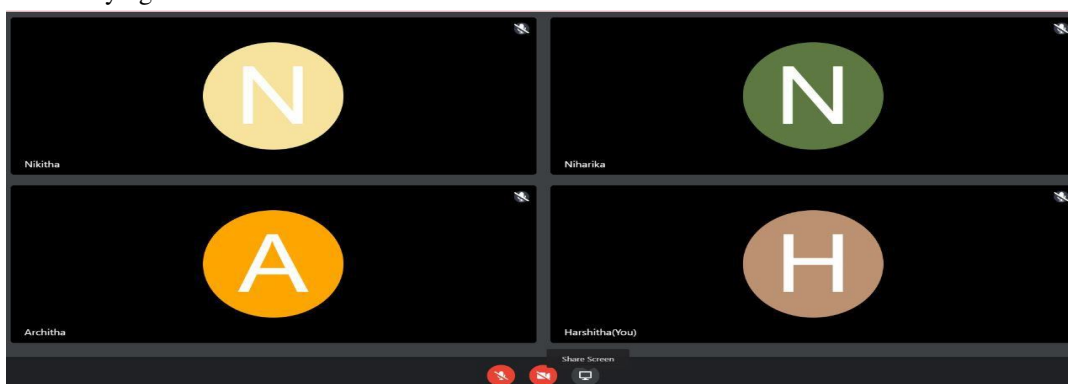 N
N
Nikitha
Niharika
A
H
Architha
Harshitha(You)
Share Screen